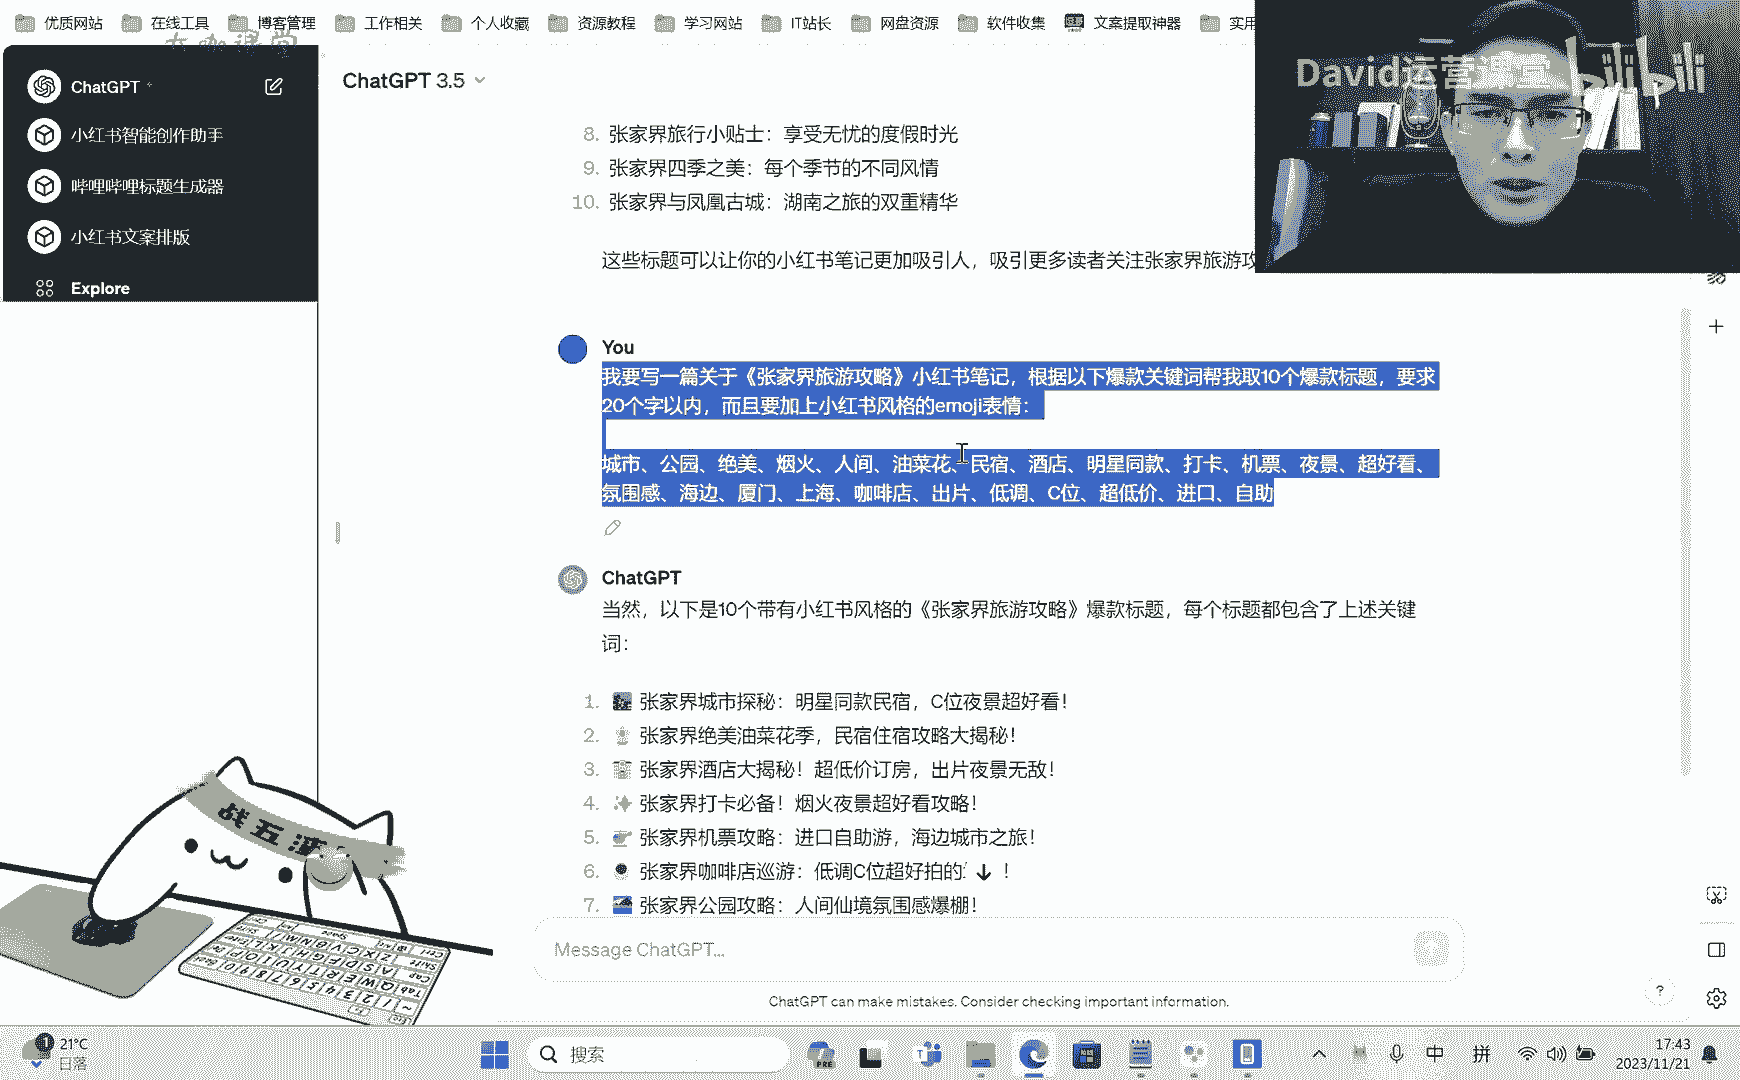 优质网站 在线工具 博客管理 工作相关 个人收藏 资源教程 学习网站 IT站长 网盘资源 软件收集 文案提取神器 实用
David运营课堂 bilibili
ChatGPT
小红书智能创作助手
哔哩哔哩标题生成器
小红书文案排版
Explore
ChatGPT 3.5
8. 张家界旅行小贴士：享受无忧的度假时光
9. 张家界四季之美：每个季节的不同风情
10. 张家界与凤凰古城：湖南之旅的双重精华
这些标题可以让你的小红书笔记更加吸引人，吸引更多读者关注张家界旅游攻
You
我要写一篇关于《张家界旅游攻略》小红书笔记，根据以下爆款关键词帮我取10个爆款标题，要求
20个字以内，而且要加上小红书风格的emoji表情：
城市、公园、绝美、烟火、人间、油菜花、民宿、酒店、明星同款、打卡、机票、夜景、超好看、
氛围感、海边、厦门、上海、咖啡店、出片、低调、C位、超低价、进口、自助
ChatGPT
当然，以下是10个带有小红书风格的《张家界旅游攻略》爆款标题，每个标题都包含了上述关键
词：
1. 张家界城市探秘：明星同款民宿，C位夜景超好看！
2. 张家界绝美油菜花季，民宿住宿攻略大揭秘！
3. 张家界酒店大揭秘！超低价订房，出片夜景无敌！
4. 张家界打卡必备！烟火夜景超好看攻略！
5. 张家界机票攻略：进口自助游，海边城市之旅！
6. 张家界咖啡店巡游：低调C位超好拍的 ！
7. 张家界公园攻略：人间仙境氛围感爆棚！
Message ChatGPT...
ChatGPT can make mistakes. Consider checking important information.
?
战五渣
1 21°C
日落
搜索
PRE
中 拼
17:43
2023/11/21